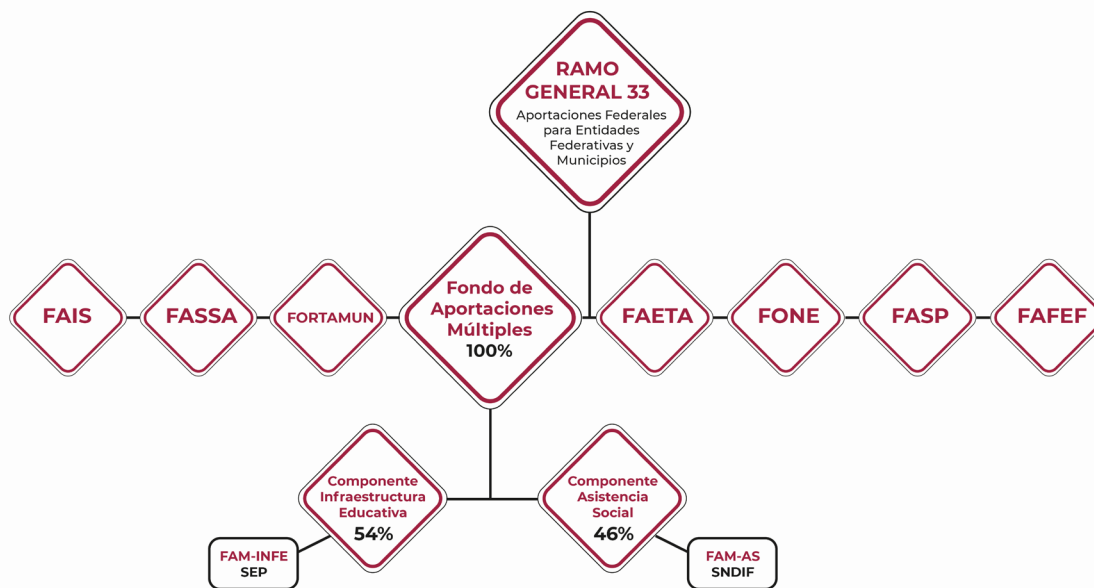 RAMO
GENERAL 33
Aportaciones Federales
para Entidades
Federativas y
Municipios
FAIS
FASSA
FORTAMUN
Fondo de
Aportaciones
Múltiples
100%
FAETA
FONE
FASP
FAFEF
Componente
Infraestructura
Educativa
54%
Componente
Asistencia
Social
46%
FAM-INFE
SEP
FAM-AS
SNDIF